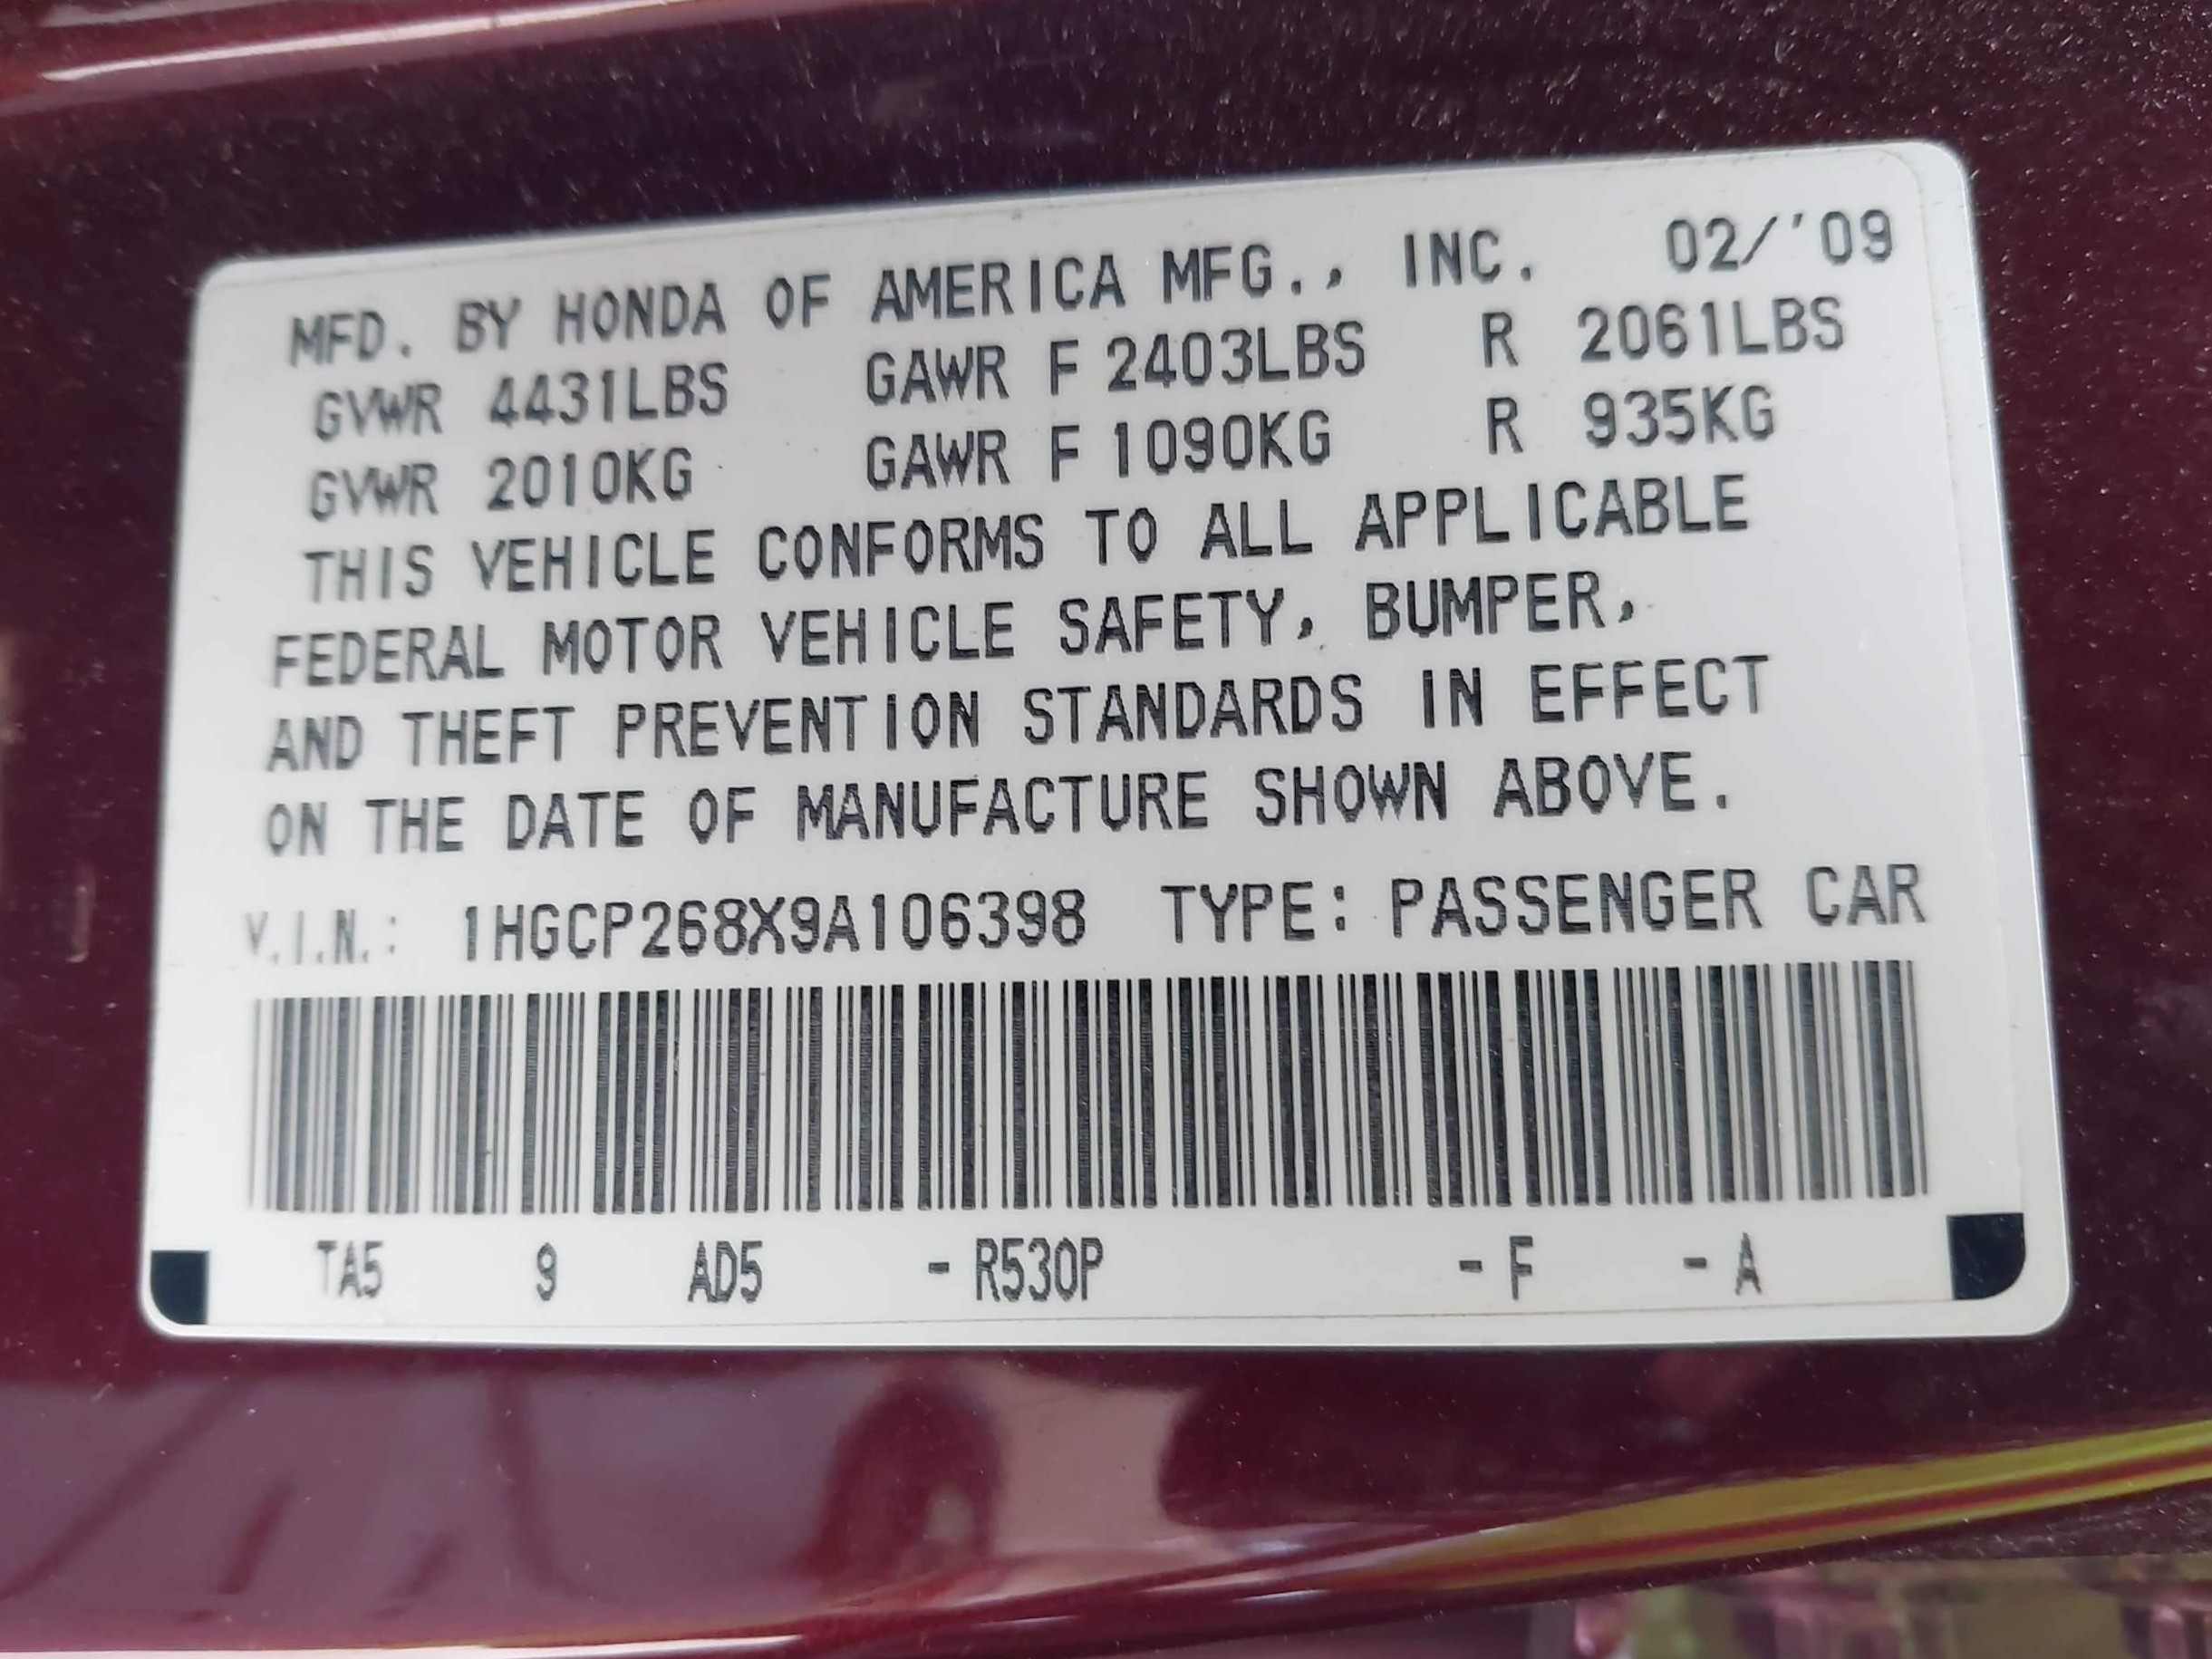 MFD. BY HONDA OF AMERICA MFG., INC. 02/'09
GVWR 4431LBS GAWR F 2403LBS R 2061LBS
GVWR 2010KG GAWR F 1090KG R 935KG
THIS VEHICLE CONFORMS TO ALL APPLICABLE
FEDERAL MOTOR VEHICLE SAFETY, BUMPER,
AND THEFT PREVENTION STANDARDS IN EFFECT
ON THE DATE OF MANUFACTURE SHOWN ABOVE.
V.I.N.: 1HGCP268X9A106398 TYPE: PASSENGER CAR
TA5 9 AD5 - R530P - F - A